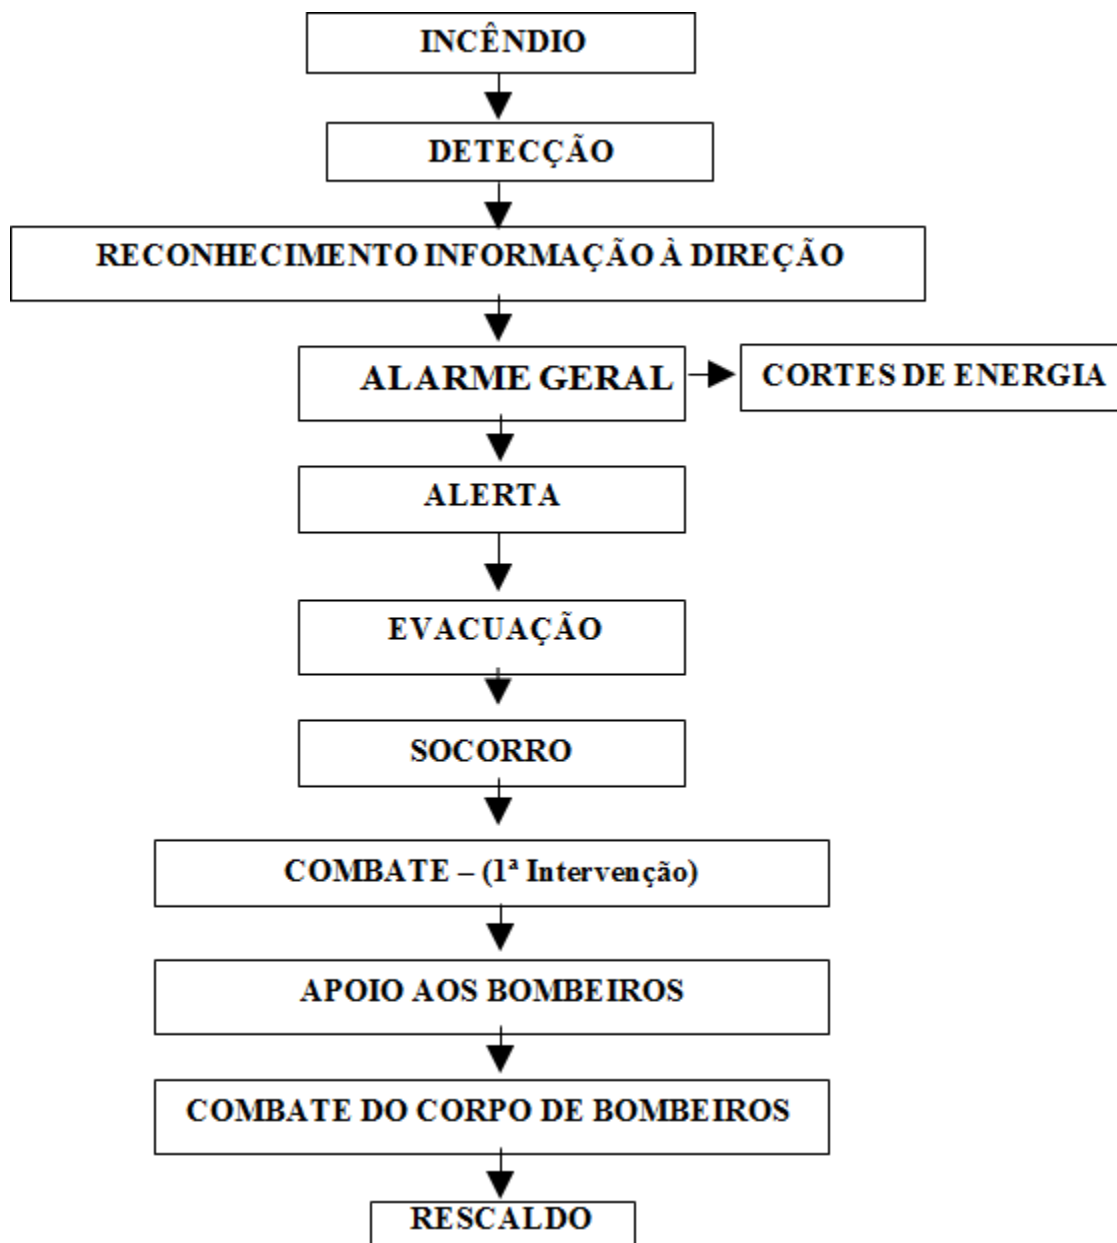 INCÊNDIO
DETECÇÃO
RECONHECIMENTO INFORMAÇÃO À DIREÇÃO
ALARME GERAL
CORTES DE ENERGIA
ALERTA
EVACUAÇÃO
SOCORRO
COMBATE – (1ª Intervenção)
APOIO AOS BOMBEIROS
COMBATE DO CORPO DE BOMBEIROS
RESCALDO